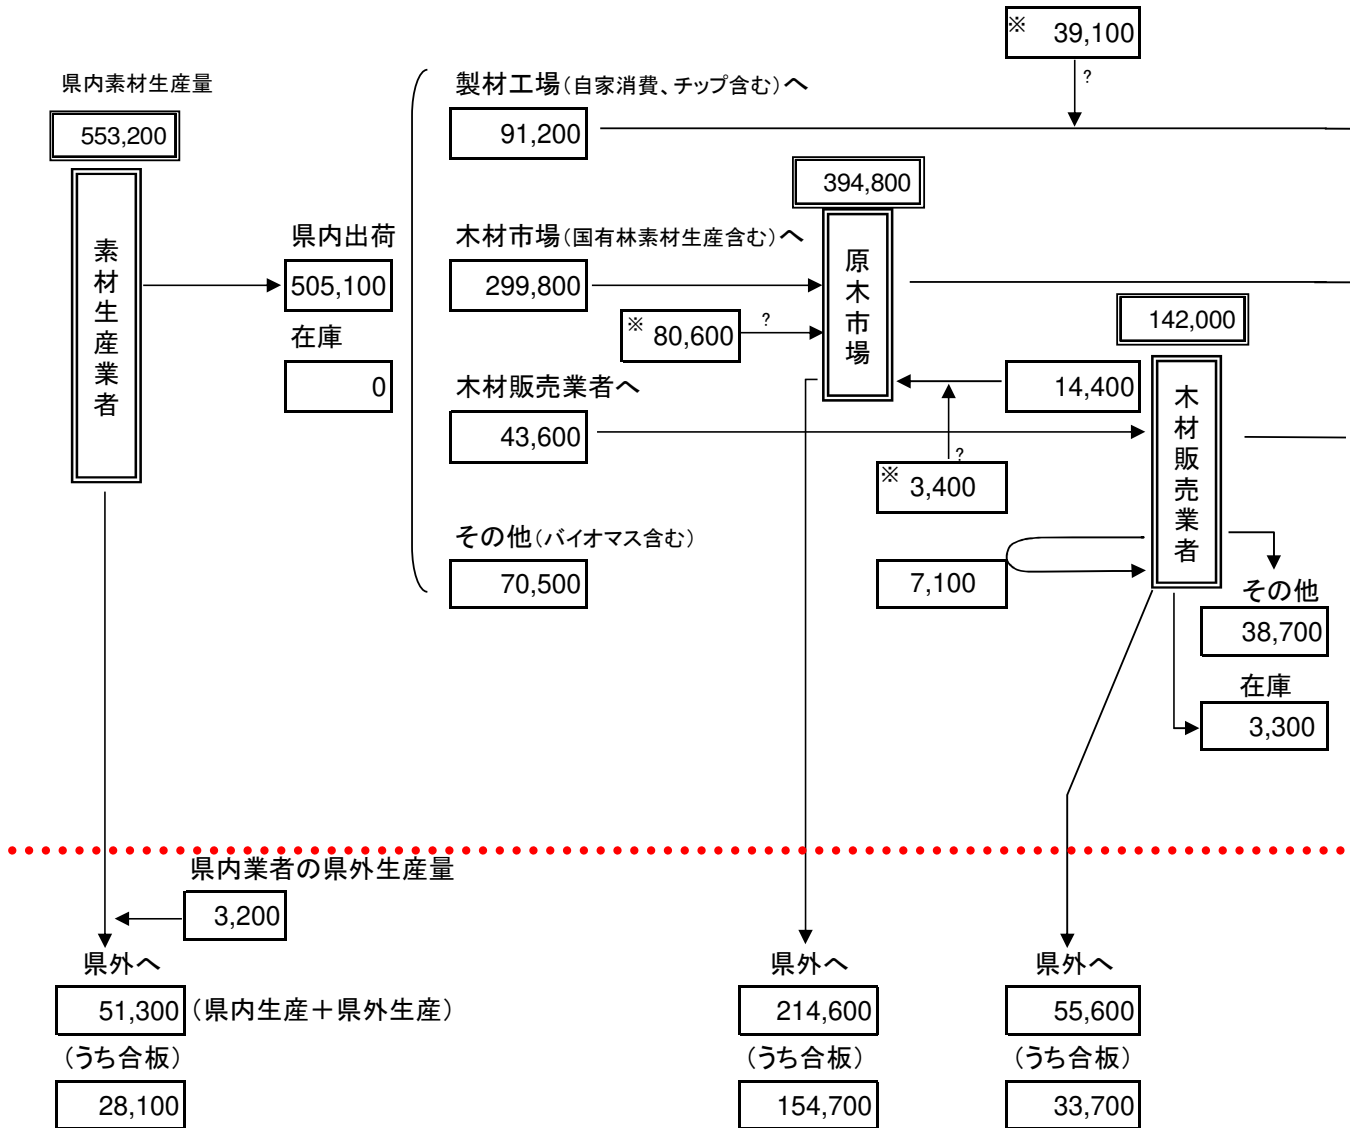 ※ 39,100
?
県内素材生産量
553,200
製材工場(自家消費、チップ含む)へ
91,200
394,800
素材生産業者
県内出荷
505,100
在庫
0
木材市場(国有林素材生産含む)へ
299,800
※ 80,600
?
原木市場
142,000
木材販売業者へ
43,600
14,400
?
※ 3,400
木材販売業者
その他(バイオマス含む)
70,500
7,100
その他
38,700
在庫
3,300
県内業者の県外生産量
3,200
県外へ
51,300 (県内生産+県外生産)
(うち合板)
28,100
県外へ
214,600
(うち合板)
154,700
県外へ
55,600
(うち合板)
33,700